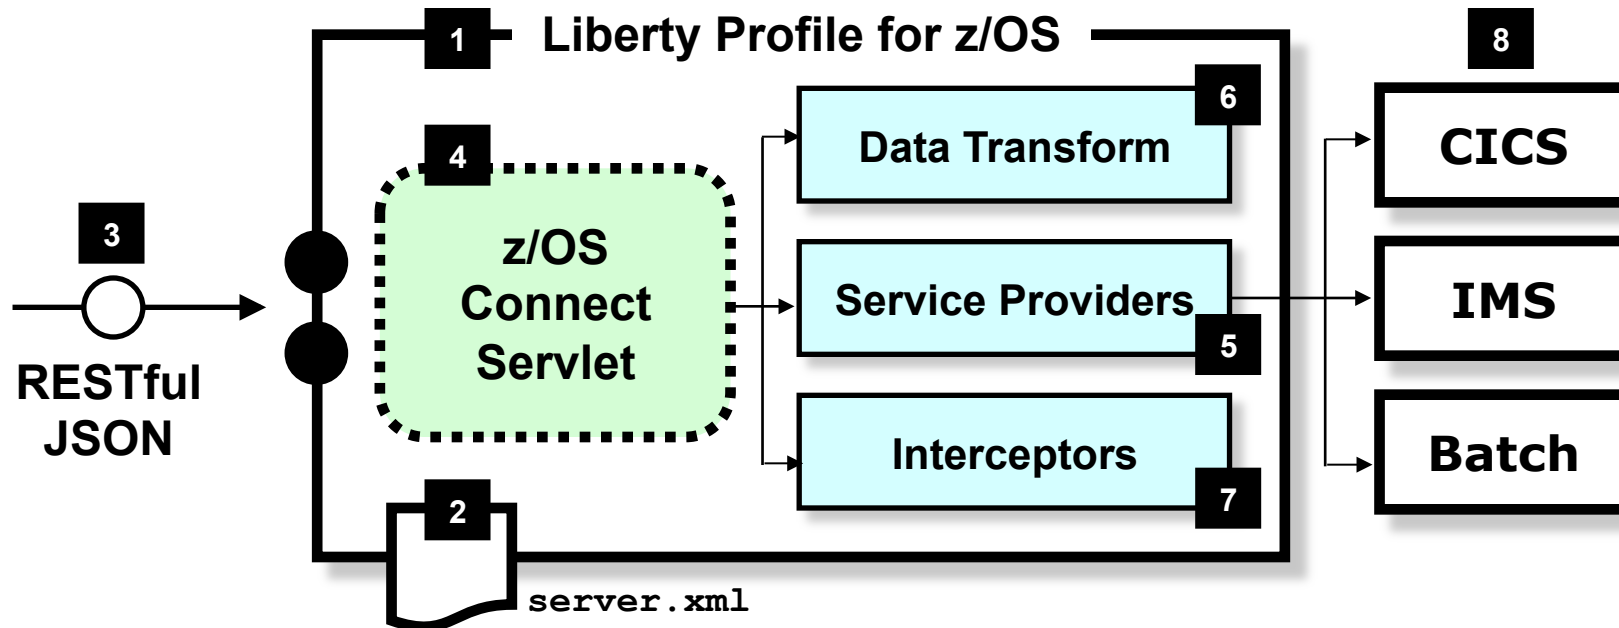 1
Liberty Profile for z/OS
8
6
Data Transform
CICS
4
3
z/OS
Connect
Servlet
Service Providers
5
IMS
RESTful
JSON
Interceptors
7
Batch
2
server.xml